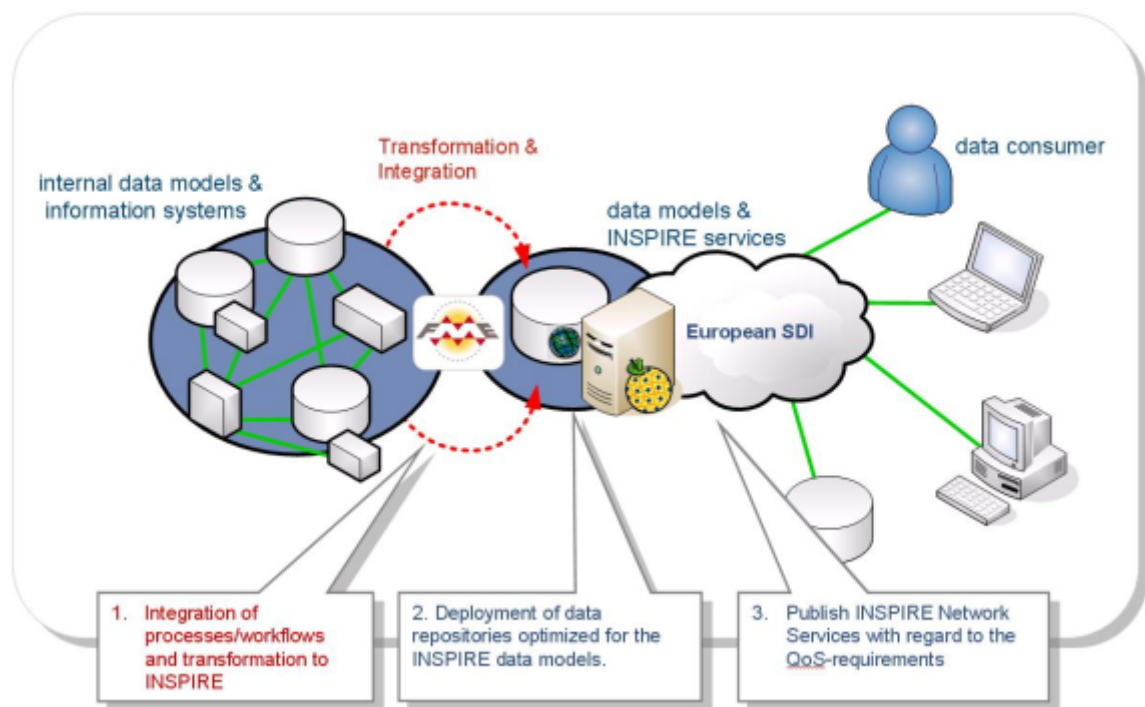 Transformation &
Integration
data consumer
internal data models &
information systems
data models &
INSPIRE services
FME
European SDI
1. Integration of
processes/workflows
and transformation to
INSPIRE
2. Deployment of data
repositories optimized for the
INSPIRE data models.
3. Publish INSPIRE Network
Services with regard to the
QoS-requirements